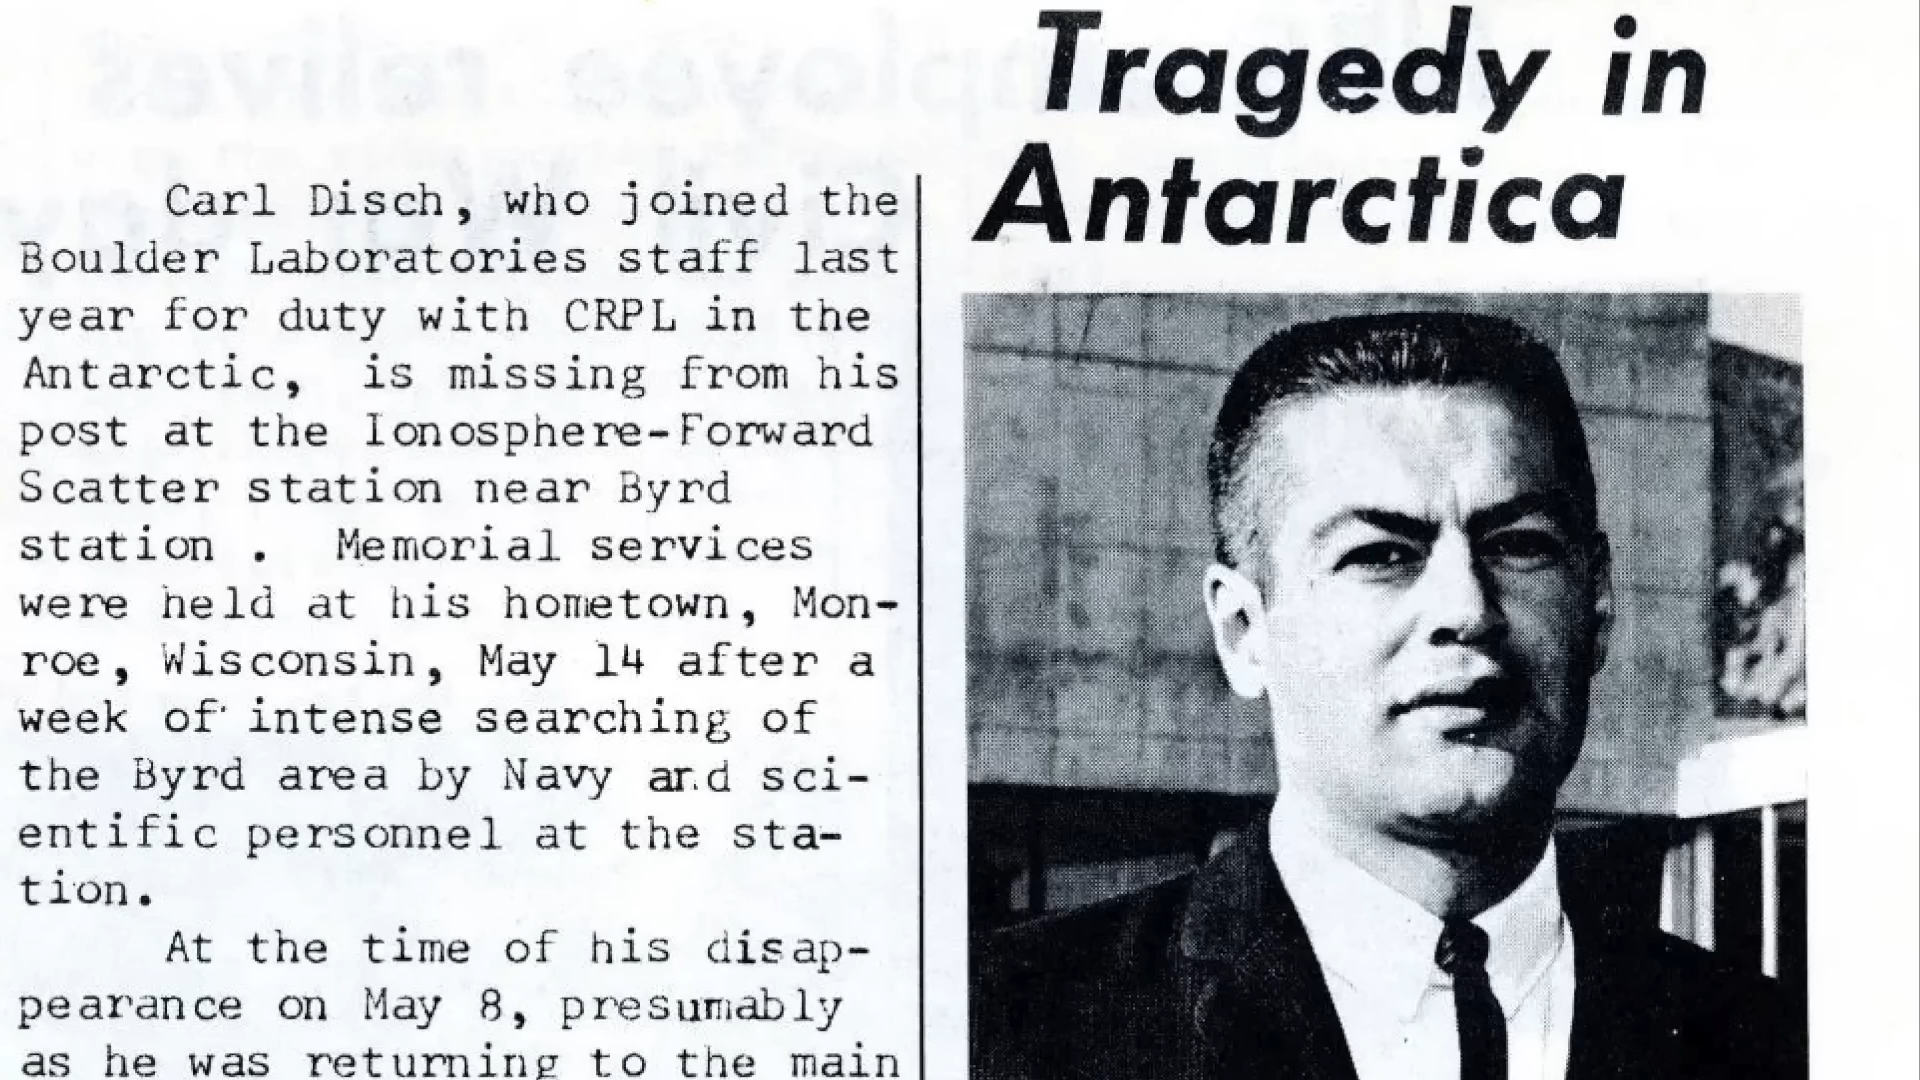 Tragedy in
Antarctica
Carl Disch, who joined the
Boulder Laboratories staff last
year for duty with CRPL in the
Antarctic, is missing from his
post at the Ionosphere-Forward
Scatter station near Byrd
station . Memorial services
were held at his hometown, Mon-
roe, Wisconsin, May 14 after a
week of intense searching of
the Byrd area by Navy and sci-
entific personnel at the sta-
tion.
At the time of his disap-
pearance on May 8, presumably
as he was returning to the main